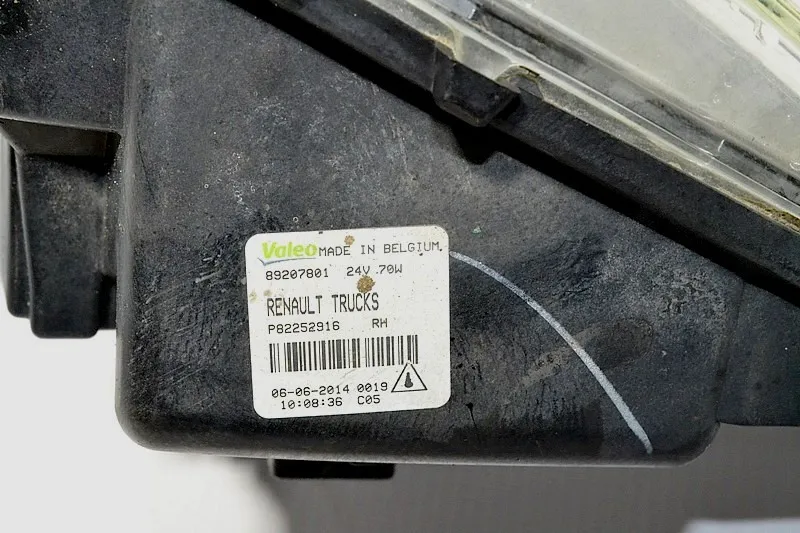 Valeo MADE IN BELGIUM
89207801 24V 70W
RENAULT TRUCKS
P82252916 RH
06-06-2014 0019
10:08:36 C05